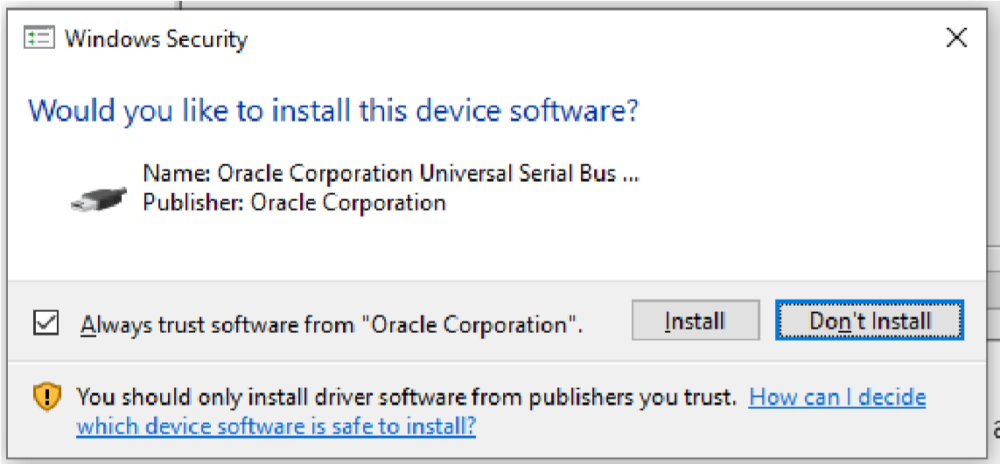 Windows Security
Would you like to install this device software?
Name: Oracle Corporation Universal Serial Bus ...
Publisher: Oracle Corporation
Always trust software from "Oracle Corporation".
Install
Don't Install
You should only install driver software from publishers you trust. How can I decide
which device software is safe to install?